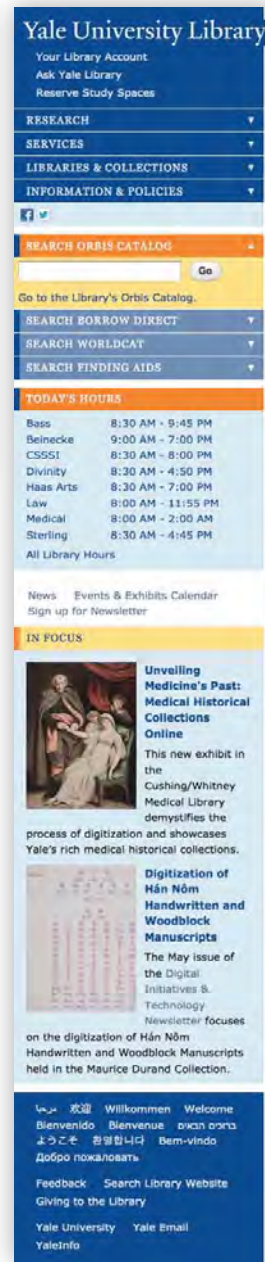 Yale University Library
Your Library Account
Ask Yale Library
Reserve Study Spaces
RESEARCH
SERVICES
LIBRARIES & COLLECTIONS
INFORMATION & POLICIES
SEARCH ORBIS CATALOG
Go
Go to the Library's Orbis Catalog.
SEARCH BORROW DIRECT
SEARCH WORLDCAT
SEARCH FINDING AIDS
TODAY'S HOURS
Bass 8:30 AM - 9:45 PM
Beinecke 9:00 AM - 7:00 PM
CSSSI 8:30 AM - 8:00 PM
Divinity 8:30 AM - 4:50 PM
Haas Arts 8:30 AM - 7:00 PM
Law 8:00 AM - 11:55 PM
Medical 8:00 AM - 2:00 AM
Sterling 8:30 AM - 4:45 PM
All Library Hours
News Events & Exhibits Calendar
Sign up for Newsletter
IN FOCUS
Unveiling
Medicine's Past:
Medical Historical
Collections
Online
This new exhibit in
the
Cushing/Whitney
Medical Library
demystifies the
process of digitization and showcases
Yale's rich medical historical collections.
Digitization of
Hán Nôm
Handwritten and
Woodblock
Manuscripts
The May issue of
the Digital
Initiatives &
Technology
Newsletter focuses
on the digitization of Hán Nôm
Handwritten and Woodblock Manuscripts
held in the Maurice Durand Collection.
مرحبا 欢迎 Willkommen Welcome
Bienvenido Bienvenue ברוכים הבאים
ようこそ 환영합니다 Bem-vindo
Добро пожаловать
Feedback Search Library Website
Giving to the Library
Yale University Yale Email
YaleInfo